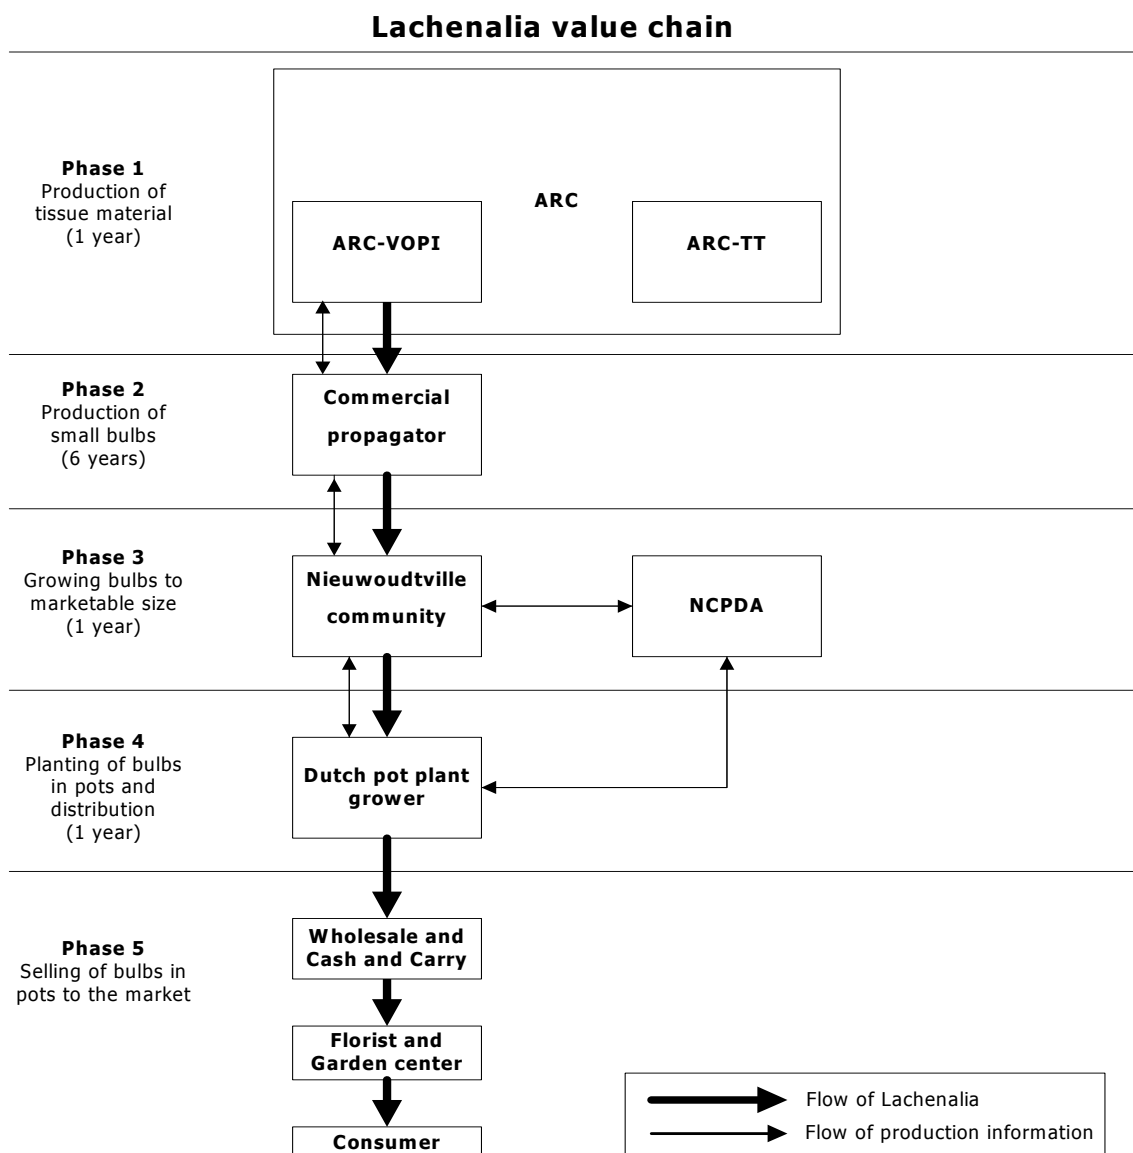 Lachenalia value chain
Phase 1
Production of
tissue material
(1 year)
ARC
ARC-VOPI
ARC-TT
Phase 2
Production of
small bulbs
(6 years)
Commercial
propagator
Phase 3
Growing bulbs to
marketable size
(1 year)
Nieuwoudtville
community
NCPDA
Phase 4
Planting of bulbs
in pots and
distribution
(1 year)
Dutch pot plant
grower
Phase 5
Selling of bulbs in
pots to the market
Wholesale and
Cash and Carry
Florist and
Garden center
Consumer
Flow of Lachenalia
Flow of production information